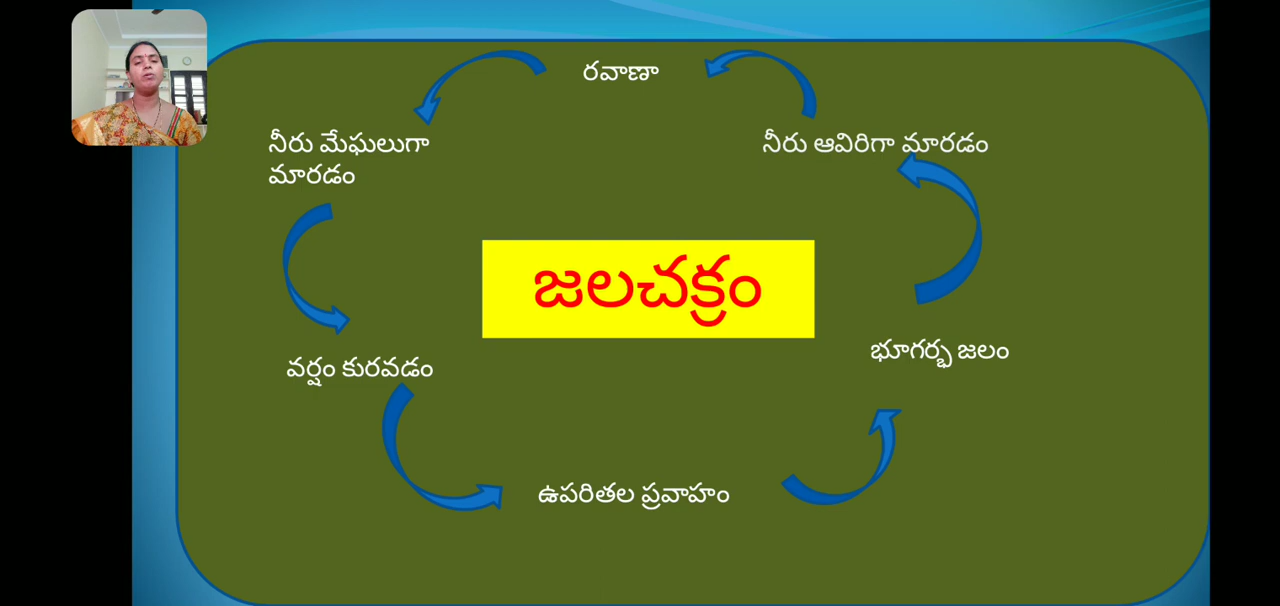 రవాణా
నీరు మేఘలుగా
మారడం
నీరు ఆవిరిగా మారడం
జలచక్రం
వర్షం కురవడం
భూగర్భ జలం
ఉపరితల ప్రవాహం